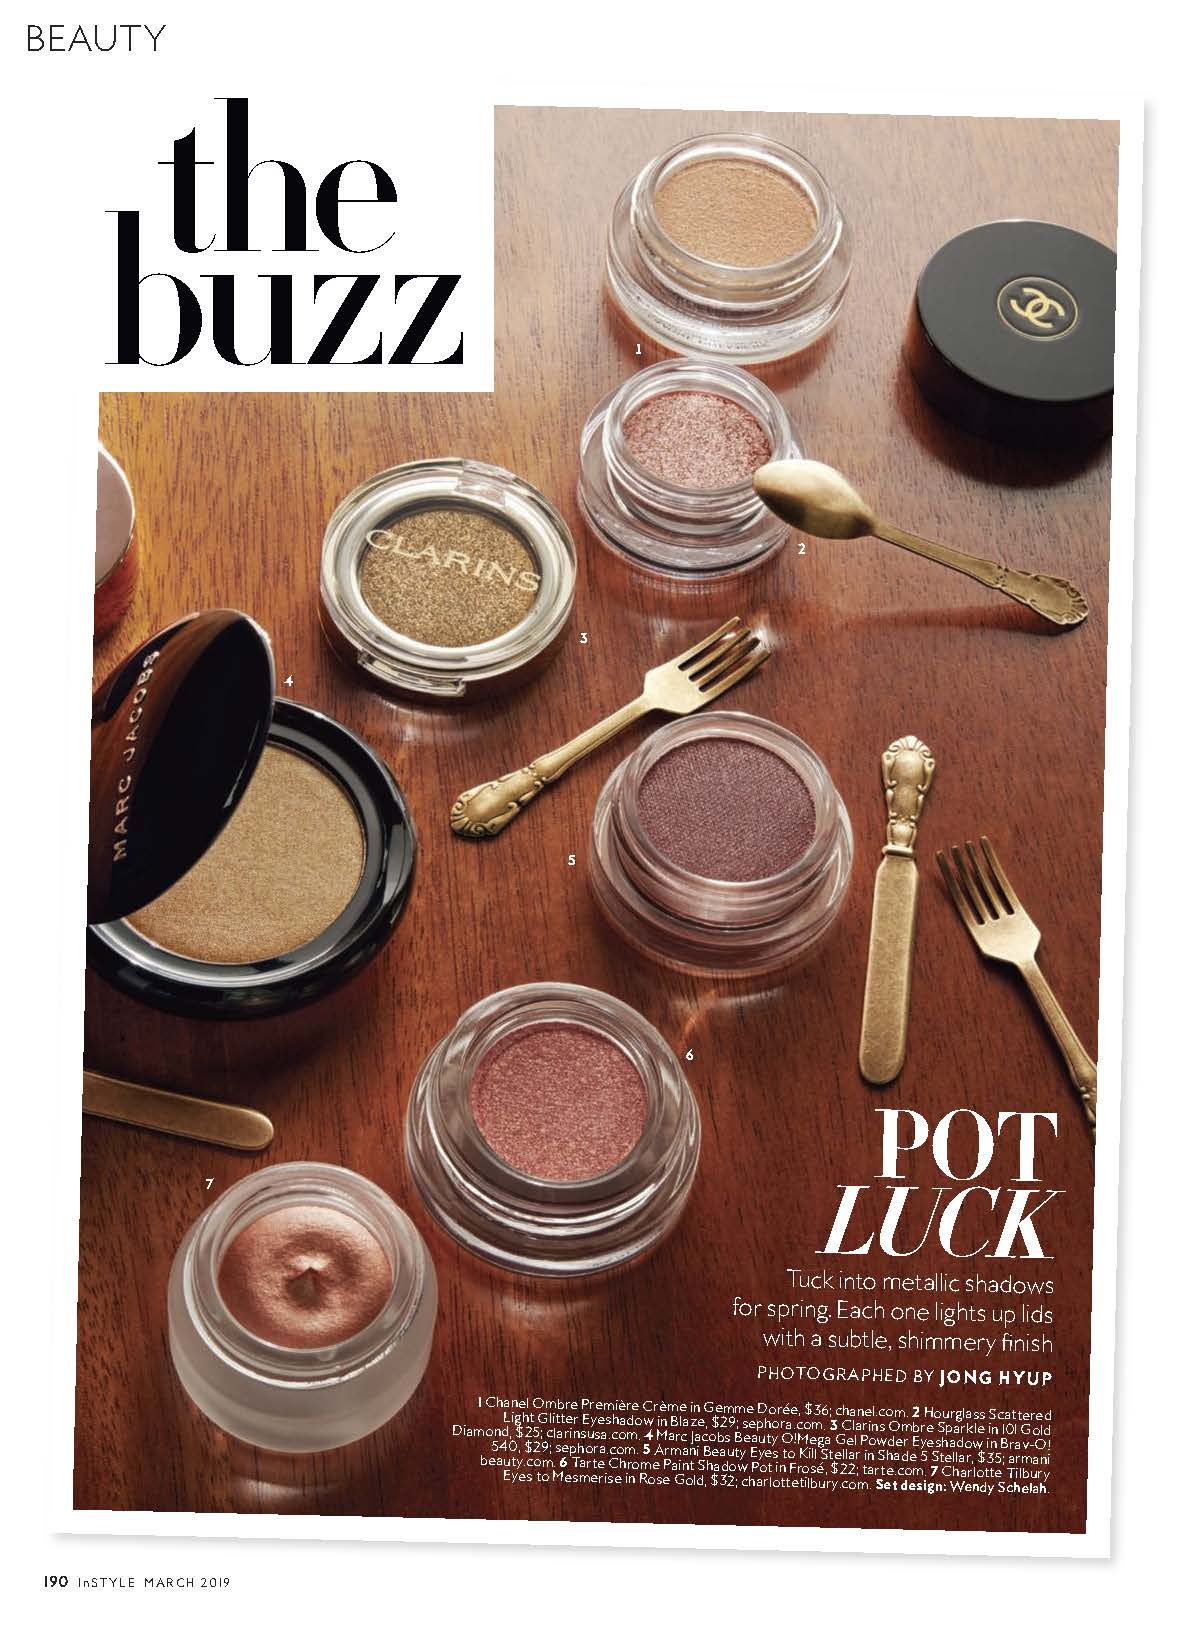 BEAUTY
the
buzz
1
2
CLARINS
3
4
MARC JACOBS
5
6
7
POT
LUCK
Tuck into metallic shadows
for spring. Each one lights up lids
with a subtle, shimmery finish
PHOTOGRAPHED BY JONG HYUP
1 Chanel Ombre Première Crème in Gemme Dorée, $36; chanel.com. 2 Hourglass Scattered
Light Glitter Eyeshadow in Blaze, $29; sephora.com. 3 Clarins Ombre Sparkle in 101 Gold
Diamond, $25; clarinsusa.com. 4 Marc Jacobs Beauty O!Mega Gel Powder Eyeshadow in Brav-O!
540, $29; sephora.com. 5 Armani Beauty Eyes to Kill Stellar in Shade 5 Stellar, $35; armani
beauty.com. 6 Tarte Chrome Paint Shadow Pot in Frosé, $22; tarte.com. 7 Charlotte Tilbury
Eyes to Mesmerise in Rose Gold, $32; charlottetilbury.com. Set design: Wendy Schelah.
190 InSTYLE MARCH 2019